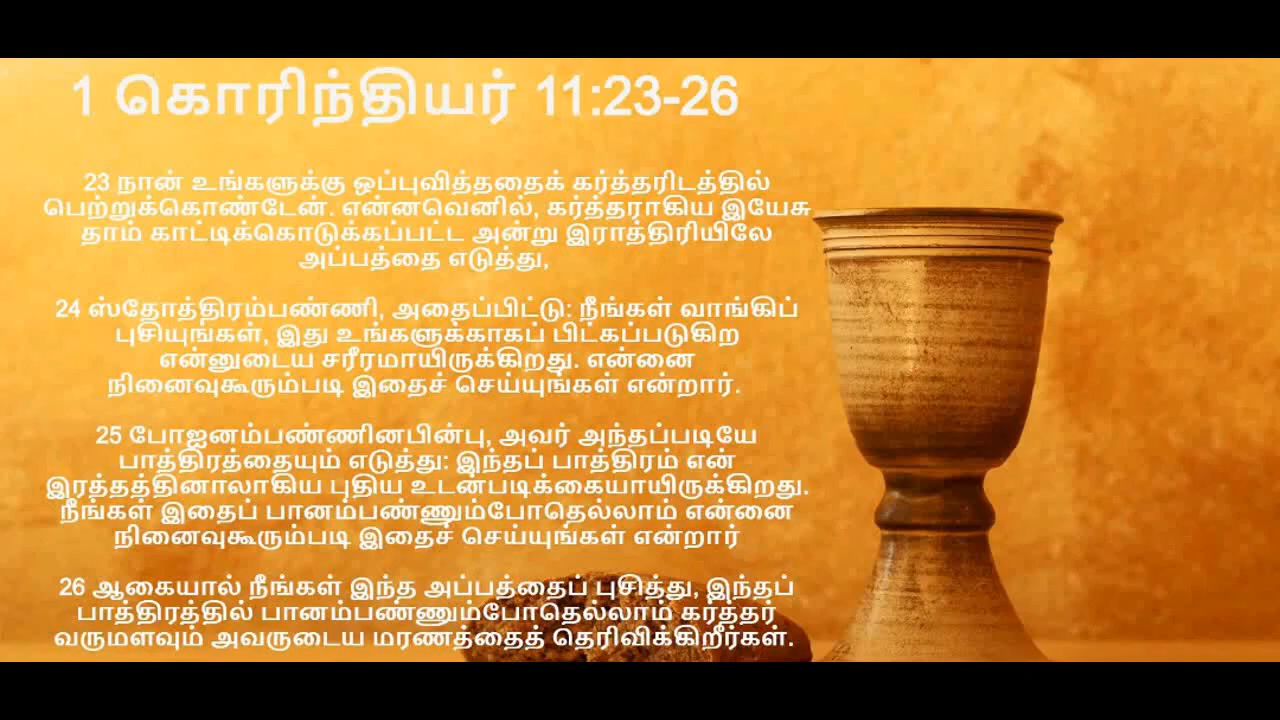 1 கொரிந்தியர் 11:23-26
23 நான் உங்களுக்கு ஒப்புவித்ததைக் கர்த்தரிடத்தில்
பெற்றுக்கொண்டேன். என்னவெனில், கர்த்தராகிய இயேசு
தாம் காட்டிக்கொடுக்கப்பட்ட அன்று இராத்திரியிலே
அப்பத்தை எடுத்து,
24 ஸ்தோத்திரம்பண்ணி, அதைப்பிட்டு: நீங்கள் வாங்கிப்
புசியுங்கள், இது உங்களுக்காகப் பிட்கப்படுகிற
என்னுடைய சரீரமாயிருக்கிறது. என்னை
நினைவுகூரும்படி இதைச் செய்யுங்கள் என்றார்.
25 போஜனம்பண்ணினபின்பு, அவர் அந்தப்படியே
பாத்திரத்தையும் எடுத்து: இந்தப் பாத்திரம் என்
இரத்தத்தினாலாகிய புதிய உடன்படிக்கையாயிருக்கிறது.
நீங்கள் இதைப் பானம்பண்ணும்போதெல்லாம் என்னை
நினைவுகூரும்படி இதைச் செய்யுங்கள் என்றார்
26 ஆகையால் நீங்கள் இந்த அப்பத்தைப் புசித்து, இந்தப்
பாத்திரத்தில் பானம்பண்ணும்போதெல்லாம் கர்த்தர்
வருமளவும் அவருடைய மரணத்தைத் தெரிவிக்கிறீர்கள்.